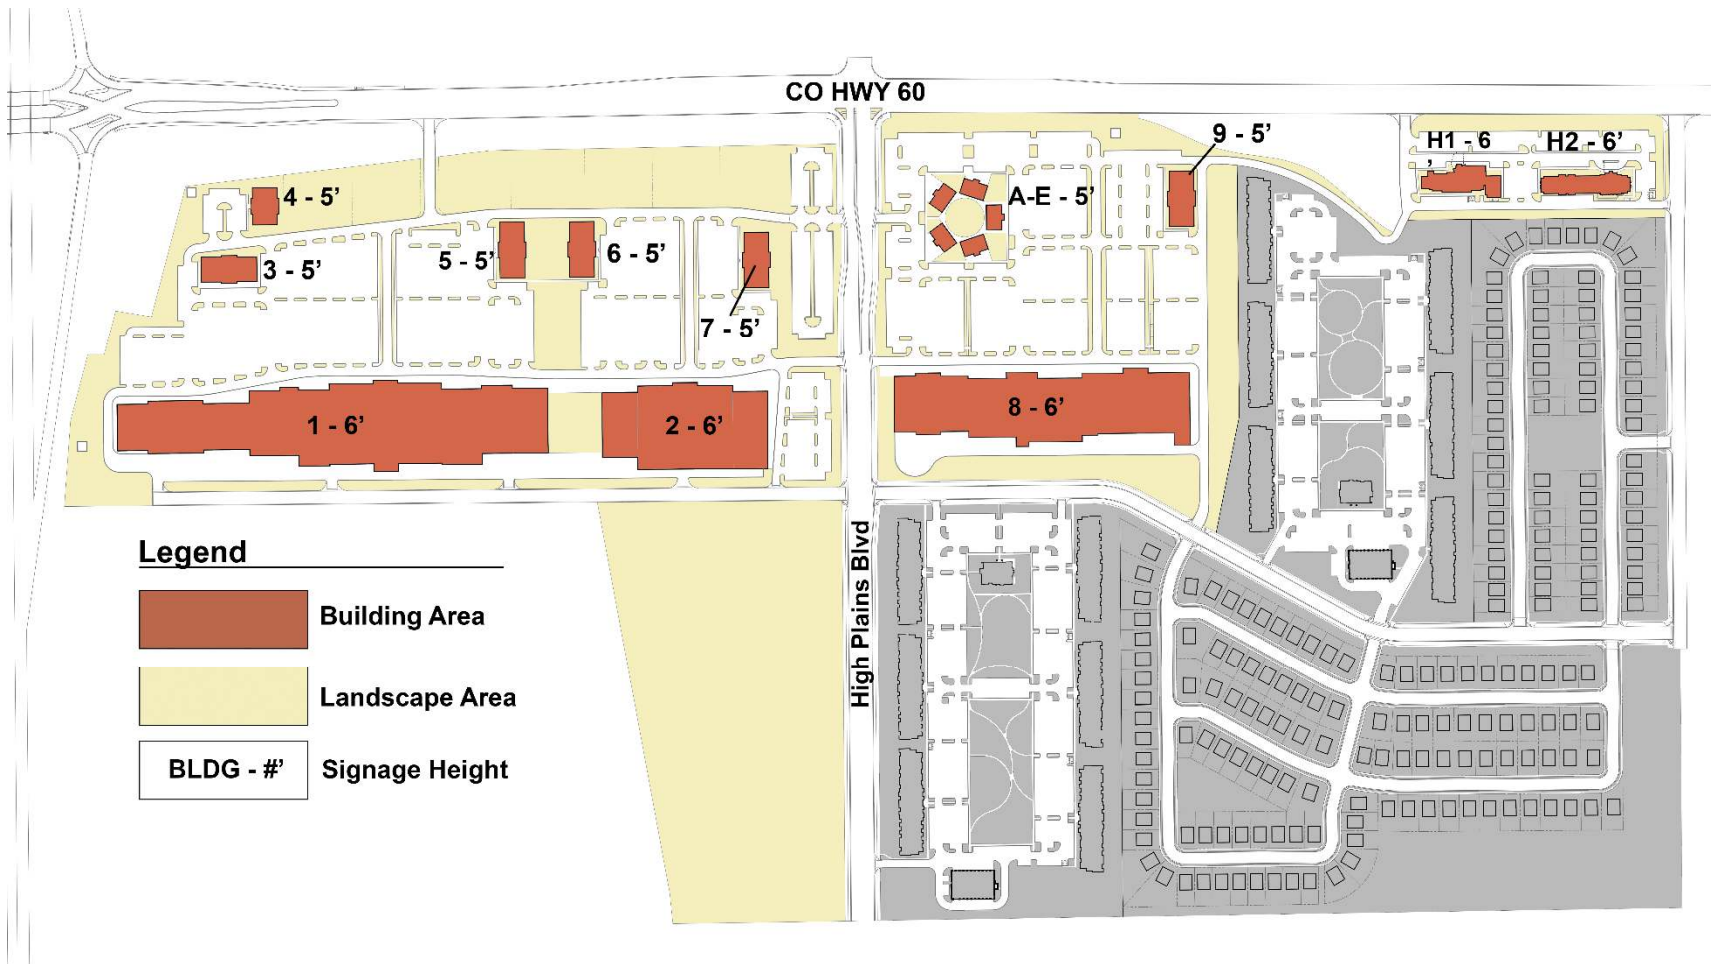 CO HWY 60
9 - 5’
H1 - 6
’
H2 - 6’
4 - 5’
A-E - 5’
3 - 5’
5 - 5’
6 - 5’
7 - 5’
1 - 6’
2 - 6’
8 - 6’
High Plains Blvd
Legend
Building Area
Landscape Area
BLDG - #’
Signage Height